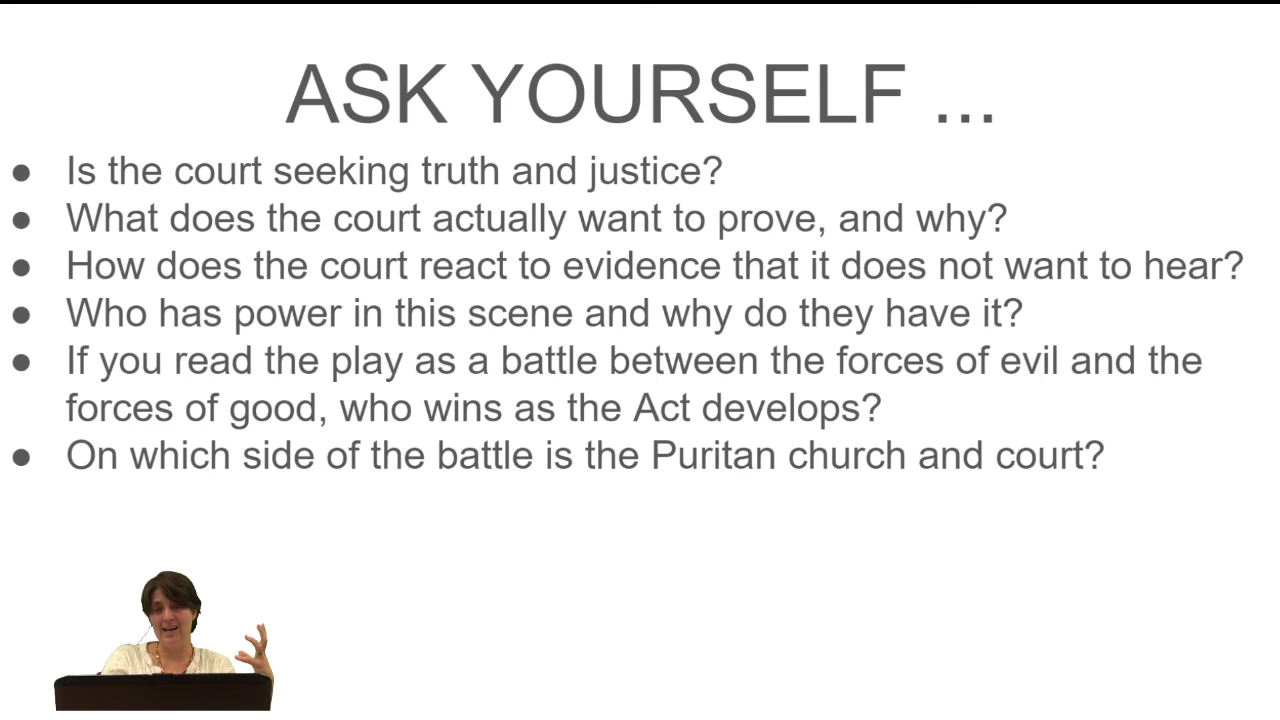 ASK YOURSELF ...
● Is the court seeking truth and justice?
● What does the court actually want to prove, and why?
● How does the court react to evidence that it does not want to hear?
● Who has power in this scene and why do they have it?
● If you read the play as a battle between the forces of evil and the
forces of good, who wins as the Act develops?
● On which side of the battle is the Puritan church and court?